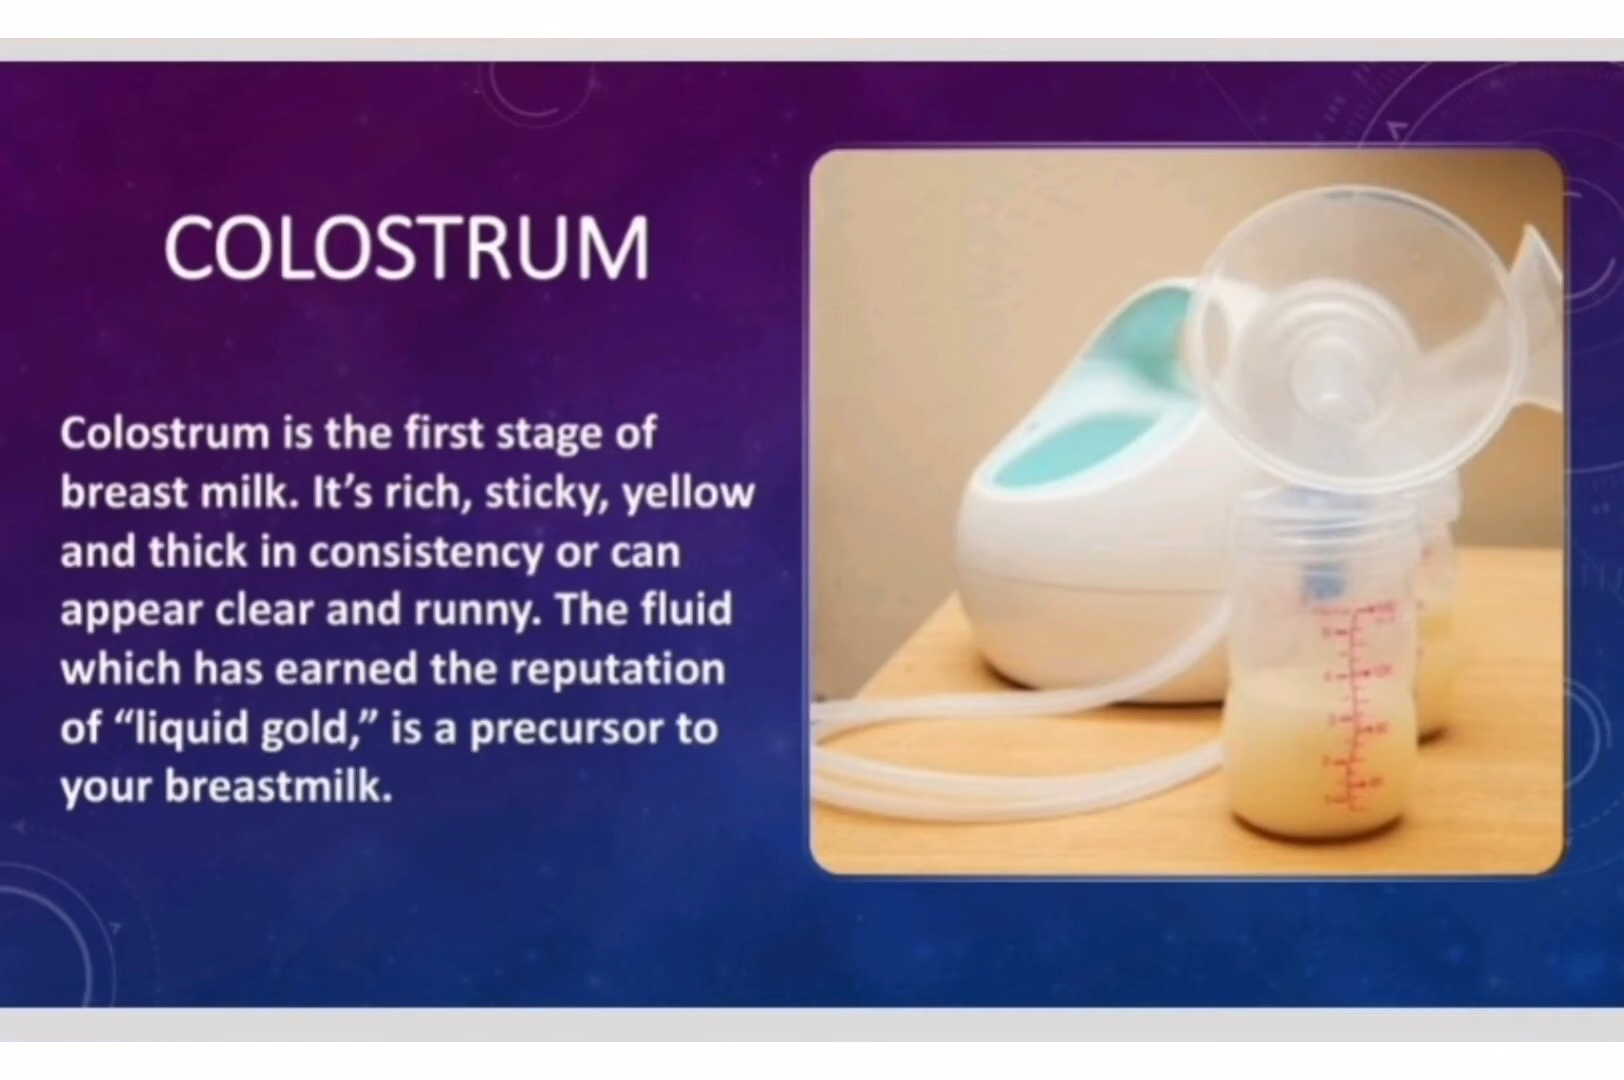 COLOSTRUM
Colostrum is the first stage of
breast milk. It’s rich, sticky, yellow
and thick in consistency or can
appear clear and runny. The fluid
which has earned the reputation
of “liquid gold,” is a precursor to
your breastmilk.